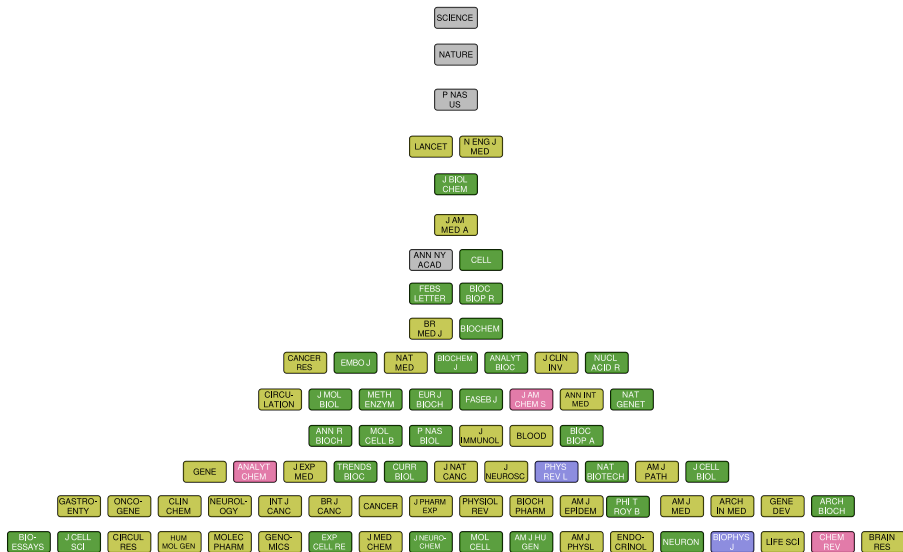 SCIENCE
NATURE
P NAS
US
LANCET
N ENG J
MED
J BIOL
CHEM
J AM
MED A
ANN NY
ACAD
CELL
FEBS
LETTER
BIOC
BIOP R
BR
MED J
BIOCHEM
CANCER
RES
EMBO J
NAT
MED
BIOCHEM
J
ANALYT
BIOC
J CLIN
INV
NUCL
ACID R
CIRCU-
LATION
J MOL
BIOL
METH
ENZYM
EUR J
BIOCH
FASEB J
J AM
CHEM S
ANN INT
MED
NAT
GENET
ANN R
BIOCH
MOL
CELL B
P NAS
BIOL
J
IMMUNOL
BLOOD
BIOC
BIOP A
GENE
ANALYT
CHEM
J EXP
MED
TRENDS
BIOC
CURR
BIOL
J NAT
CANC
J
NEUROSC
PHYS
REV L
NAT
BIOTECH
AM J
PATH
J CELL
BIOL
GASTRO-
ENTY
ONCO-
GENE
CLIN
CHEM
NEUROL-
OGY
INT J
CANC
BR J
CANC
CANCER
J PHARM
EXP
PHYSIOL
REV
BIOCH
PHARM
AM J
EPIDEM
PHI T
ROY B
AM J
MED
ARCH
IN MED
GENE
DEV
ARCH
BIOCH
BIO-
ESSAYS
J CELL
SCI
CIRCUL
RES
HUM
MOL GEN
MOLEC
PHARM
GENO-
MICS
EXP
CELL RE
J MED
CHEM
J NEURO-
CHEM
MOL
CELL
AM J HU
GEN
AM J
PHYSL
ENDO-
CRINOL
NEURON
BIOPHYS
J
LIFE SCI
CHEM
REV
BRAIN
RES